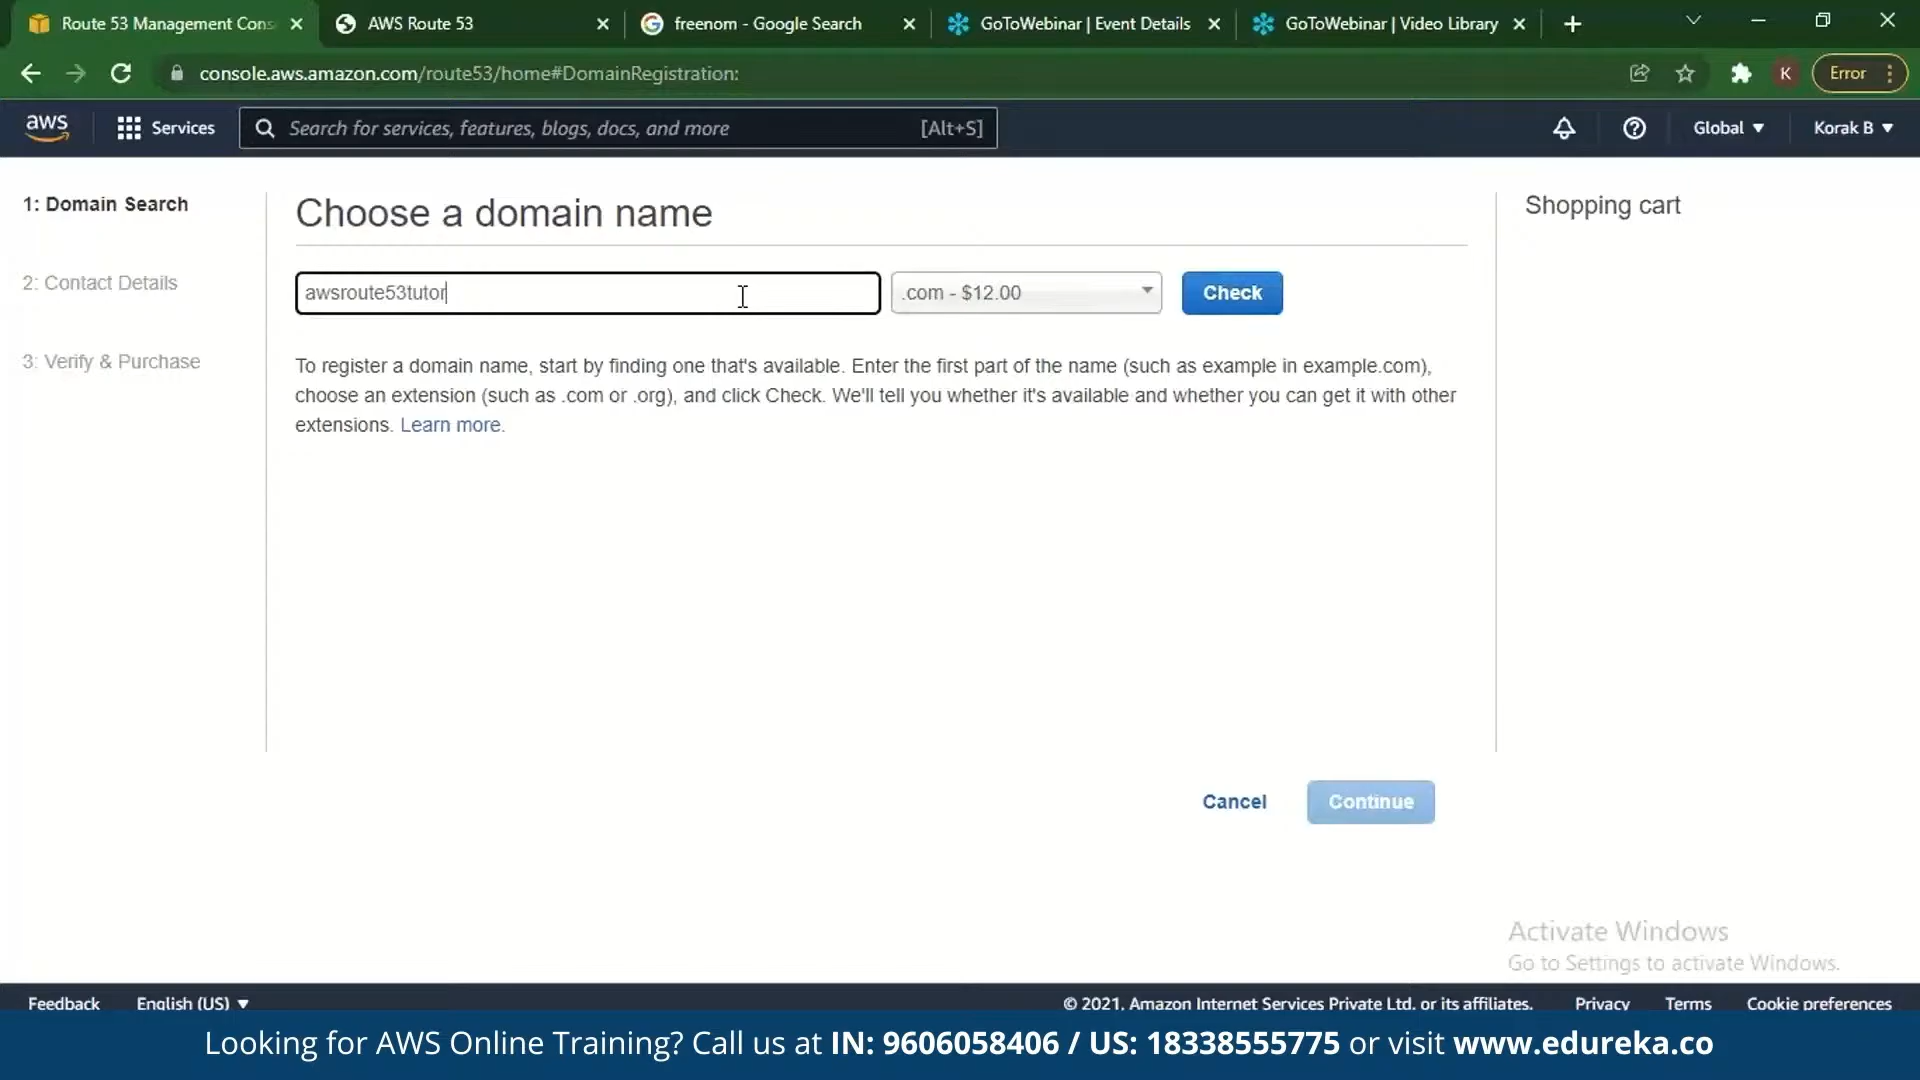 Route 53 Management Cons
AWS Route 53
freenom - Google Search
GoToWebinar | Event Details
GoToWebinar | Video Library
console.aws.amazon.com/route53/home#DomainRegistration:
K
Error
aws
Services
Search for services, features, blogs, docs, and more
[Alt+S]
Global
Korak B
1: Domain Search
2: Contact Details
3: Verify & Purchase
Choose a domain name
awsroute53tutor
.com - $12.00
Check
To register a domain name, start by finding one that's available. Enter the first part of the name (such as example in example.com),
choose an extension (such as .com or .org), and click Check. We'll tell you whether it's available and whether you can get it with other
extensions. Learn more.
Shopping cart
Cancel
Continue
Activate Windows
Go to Settings to activate Windows.
Feedback
English (US)
© 2021, Amazon Internet Services Private Ltd. or its affiliates.
Privacy
Terms
Cookie preferences
Looking for AWS Online Training? Call us at IN: 9606058406 / US: 18338555775 or visit www.edureka.co